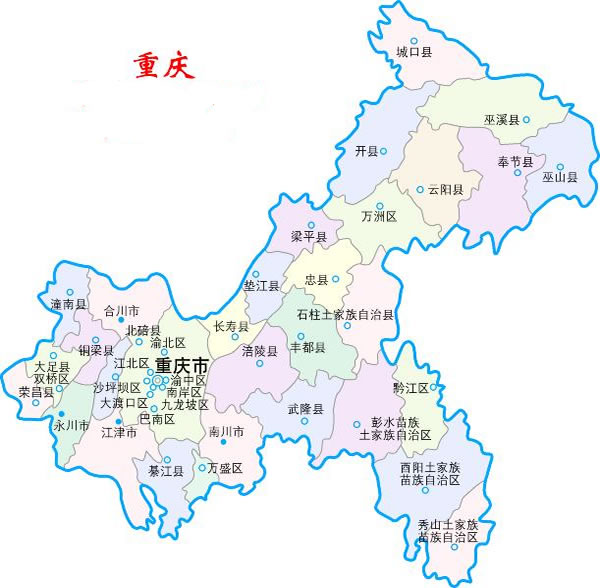 重庆
城口县
巫溪县
开县
奉节县
巫山县
云阳县
万洲区
梁平县
忠县
垫江县
潼南县
合川市
石柱土家族自治县
长寿县
北碚县
渝北区
铜梁县
丰都县
涪陵县
大足县
双桥区
江北区
重庆市
沙坪坝区
渝中区
南岸区
黔江区
荣昌县
大渡口区
九龙坡区
武隆县
巴南区
永川市
江津市
南川市
彭水苗族
土家族自治区
綦江县
万盛区
酉阳土家族
苗族自治区
秀山土家族
苗族自治区